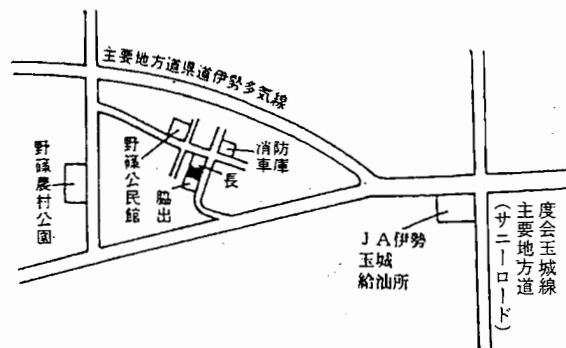 主要地方道県道伊勢多気線
野篠農村公園
野篠公民館
脇出
長
消防
車庫
JA伊勢
玉城
給油所
度会玉城線
主要地方道
(サニーロード)